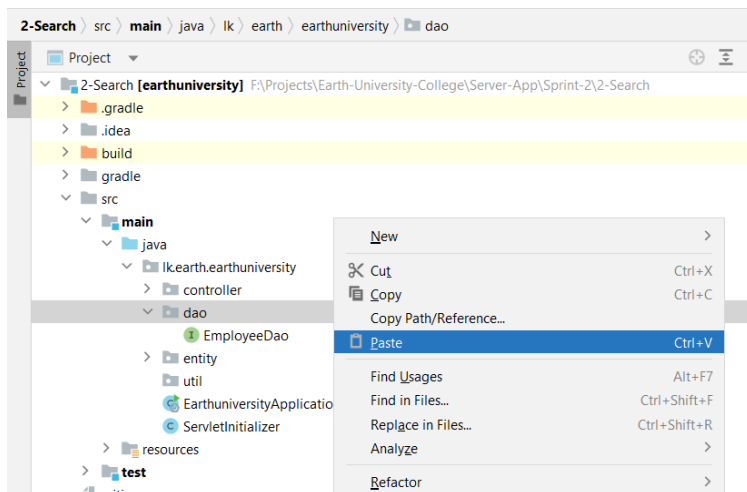 2-Search 〉 src 〉 main 〉 java 〉 lk 〉 earth 〉 earthuniversity 〉 dao
Project
Project
2-Search [earthuniversity] F:\Projects\Earth-University-College\Server-App\Sprint-2\2-Search
.gradle
.idea
build
gradle
src
main
java
lk.earth.earthuniversity
controller
dao
I EmployeeDao
entity
util
EarthuniversityApplicatio
C ServletInitializer
resources
test
New
Cut Ctrl+X
Copy Ctrl+C
Copy Path/Reference...
Paste Ctrl+V
Find Usages Alt+F7
Find in Files... Ctrl+Shift+F
Replace in Files... Ctrl+Shift+R
Analyze
Refactor